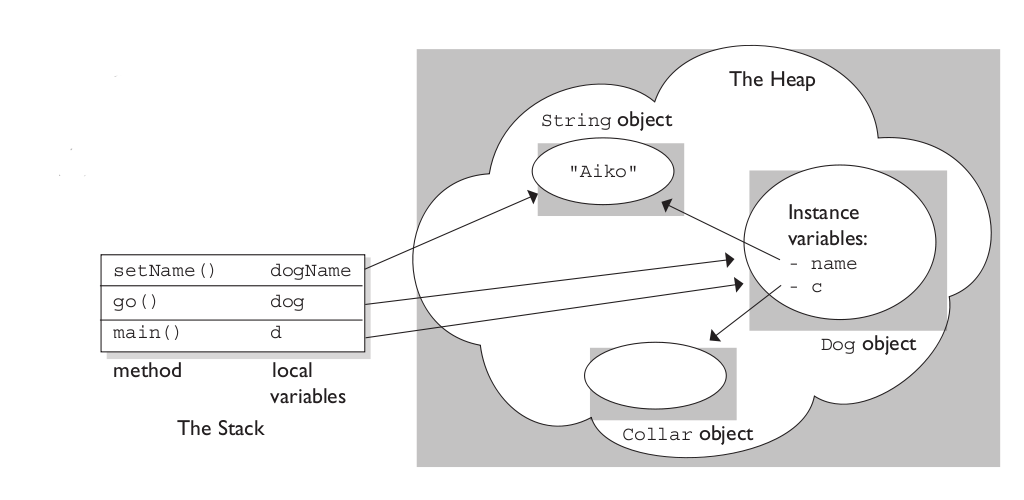 The Heap
String object
"Aiko"
Instance
variables:
- name
- c
Dog object
setName() dogName
go() dog
main() d
method local
variables
The Stack
Collar object